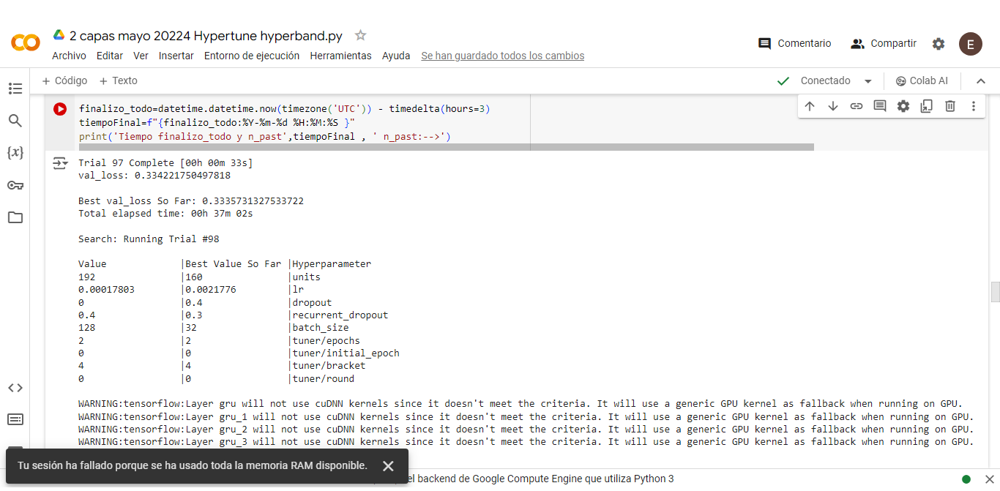 2 capas mayo 20224 Hypertune hyperband.py
Archivo Editar Ver Insertar Entorno de ejecución Herramientas Ayuda Se han guardado todos los cambios
Comentario Compartir E
+ Código + Texto
Conectado Colab AI
finalizo_todo=datetime.datetime.now(timezone('UTC')) - timedelta(hours=3)
tiempoFinal=f"{finalizo_todo:%Y-%m-%d %H:%M:%S }"
print('Tiempo finalizo_todo y n_past',tiempoFinal , ' n_past:-->')
{x}
Trial 97 Complete [00h 00m 33s]
val_loss: 0.334221750497818
Best val_loss So Far: 0.3335731327533722
Total elapsed time: 00h 37m 02s
Search: Running Trial #98
Value |Best Value So Far |Hyperparameter
192 |160 |units
0.00017803 |0.0021776 |lr
0 |0.4 |dropout
0.4 |0.3 |recurrent_dropout
128 |32 |batch_size
2 |2 |tuner/epochs
0 |0 |tuner/initial_epoch
4 |4 |tuner/bracket
0 |0 |tuner/round
WARNING:tensorflow:Layer gru will not use cuDNN kernels since it doesn't meet the criteria. It will use a generic GPU kernel as fallback when running on GPU.
WARNING:tensorflow:Layer gru_1 will not use cuDNN kernels since it doesn't meet the criteria. It will use a generic GPU kernel as fallback when running on GPU.
WARNING:tensorflow:Layer gru_2 will not use cuDNN kernels since it doesn't meet the criteria. It will use a generic GPU kernel as fallback when running on GPU.
WARNING:tensorflow:Layer gru_3 will not use cuDNN kernels since it doesn't meet the criteria. It will use a generic GPU kernel as fallback when running on GPU.
Tu sesión ha fallado porque se ha usado toda la memoria RAM disponible.
el backend de Google Compute Engine que utiliza Python 3